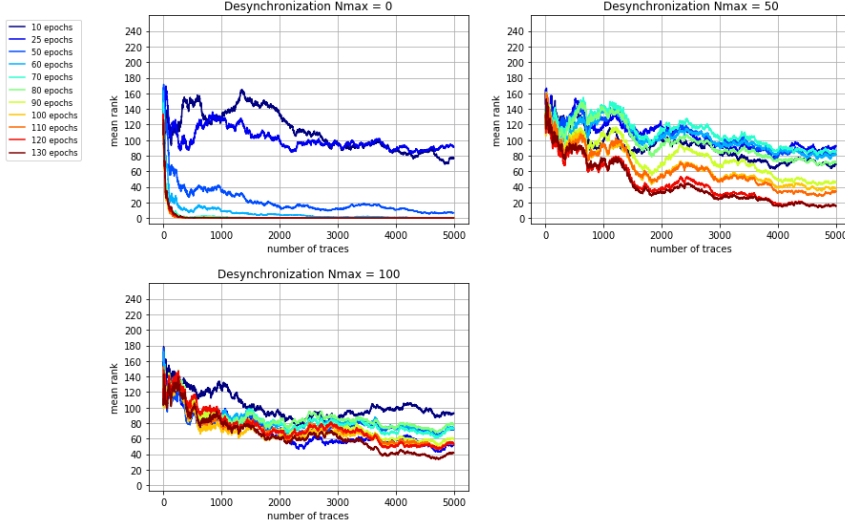 10 epochs
25 epochs
50 epochs
60 epochs
70 epochs
80 epochs
90 epochs
100 epochs
110 epochs
120 epochs
130 epochs
Desynchronization Nmax = 0
mean rank
240
220
200
180
160
140
120
100
80
60
40
20
0
0 1000 2000 3000 4000 5000
number of traces
Desynchronization Nmax = 50
mean rank
240
220
200
180
160
140
120
100
80
60
40
20
0
0 1000 2000 3000 4000 5000
number of traces
Desynchronization Nmax = 100
mean rank
240
220
200
180
160
140
120
100
80
60
40
20
0
0 1000 2000 3000 4000 5000
number of traces